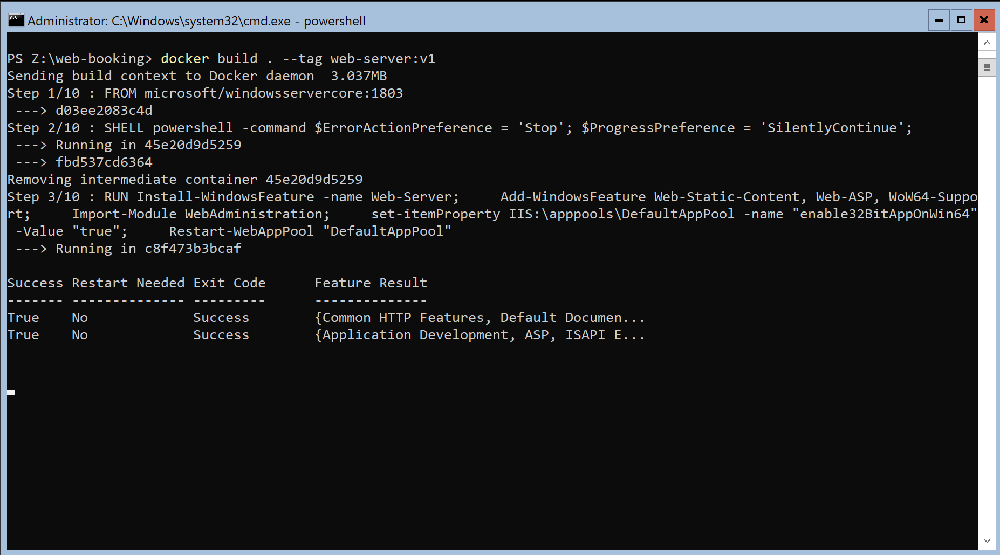 Administrator: C:\Windows\system32\cmd.exe - powershell
PS Z:\web-booking> docker build . --tag web-server:v1
Sending build context to Docker daemon  3.037MB
Step 1/10 : FROM microsoft/windowsservercore:1803
 ---> d03ee2083c4d
Step 2/10 : SHELL powershell -command $ErrorActionPreference = 'Stop'; $ProgressPreference = 'SilentlyContinue';
 ---> Running in 45e20d9d5259
 ---> fbd537cd6364
Removing intermediate container 45e20d9d5259
Step 3/10 : RUN Install-WindowsFeature -name Web-Server;     Add-WindowsFeature Web-Static-Content, Web-ASP, WoW64-Suppo
rt;     Import-Module WebAdministration;     set-itemProperty IIS:\apppools\DefaultAppPool -name "enable32BitAppOnWin64"
 -Value "true";     Restart-WebAppPool "DefaultAppPool"
 ---> Running in c8f473b3bcaf
Success Restart Needed Exit Code      Feature Result
------- -------------- ---------      --------------
True    No             Success        {Common HTTP Features, Default Documen...
True    No             Success        {Application Development, ASP, ISAPI E...